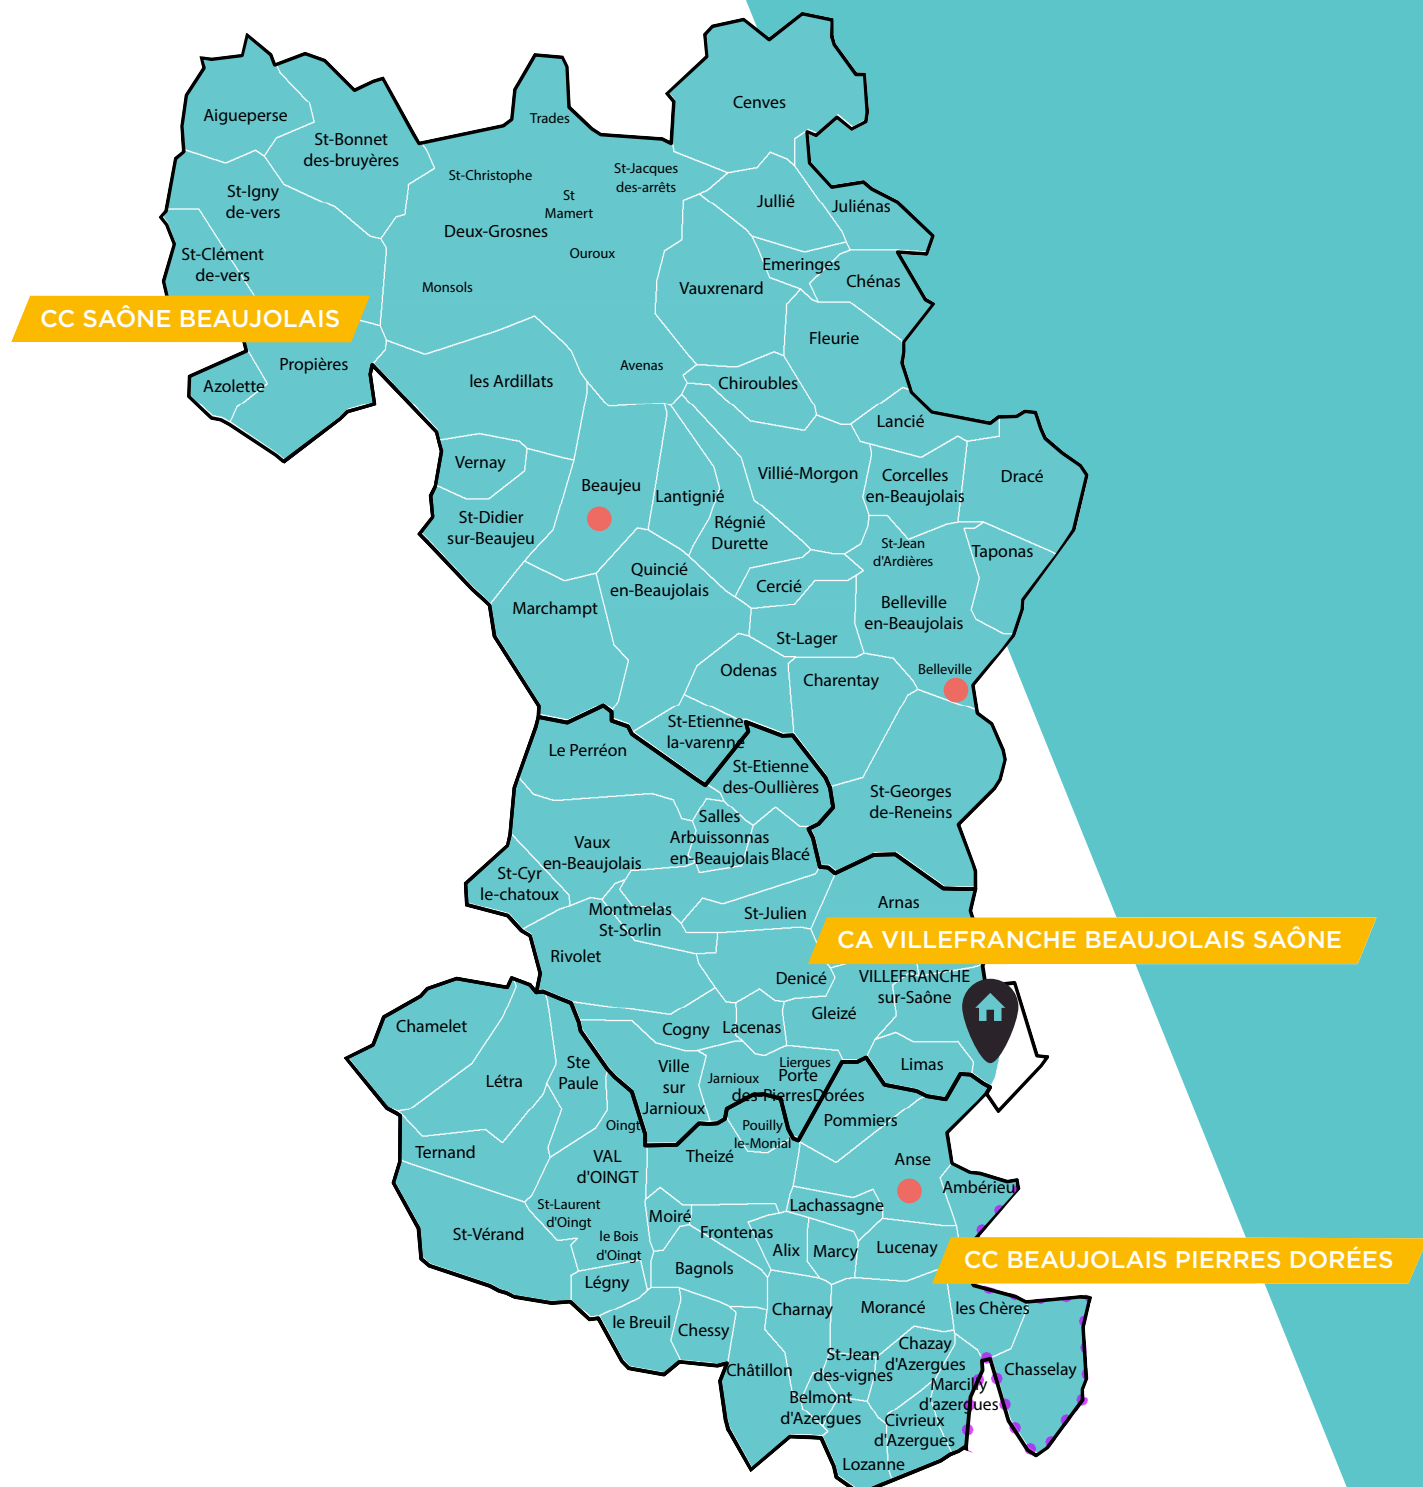 Cenves
Aigueperse
Trades
St-Bonnet
des-bruyères
St-Christophe
St-Jacques
des-arrêts
St-Igny
de-vers
St
Mamert
Jullié
Juliénas
Deux-Grosnes
Ouroux
St-Clément
de-vers
Emeringes
Chénas
Monsols
Vauxrenard
CC SAÔNE BEAUJOLAIS
Fleurie
Propières
Avenas
Azolette
les Ardillats
Chiroubles
Lancié
Vernay
Beaujeu
Lantignié
Villié-Morgon
Corcelles
en-Beaujolais
Dracé
St-Didier
sur-Beaujeu
Régnié
Durette
St-Jean
d'Ardières
Taponas
Quincié
en-Beaujolais
Cercié
Marchampt
Belleville
en-Beaujolais
St-Lager
Odenas
Charentay
Belleville
St-Etienne
la-varenne
Le Perréon
St-Etienne
des-Oullières
St-Georges
de-Reneins
Salles
Arbuissonnas
en-Beaujolais
Vaux
en-Beaujolais
Blacé
St-Cyr
le-chatoux
Montmelas
St-Sorlin
St-Julien
Arnas
CA VILLEFRANCHE BEAUJOLAIS SAÔNE
Rivolet
Denicé
VILLEFRANCHE
sur-Saône
Chamelet
Cogny
Lacenas
Gleizé
Létra
Ste
Paule
Ville
sur
Jarnioux
Jarnioux
Liergues
Porte
des PierresDorées
Limas
Oingt
Pouilly
le-Monial
Pommiers
Ternand
VAL
d'OINGT
Theizé
Anse
Ambérieu
St-Laurent
d'Oingt
Lachassagne
St-Vérand
le Bois
d'Oingt
Moiré
Frontenas
Alix
Marcy
Lucenay
CC BEAUJOLAIS PIERRES DORÉES
Bagnols
Légny
le Breuil
Chessy
Charnay
Morancé
les Chères
Châtillon
St-Jean
des-vignes
Chazay
d'Azergues
Chasselay
Marcilly
d'azergues
Belmont
d'Azergues
Civrieux
d'Azergues
Lozanne